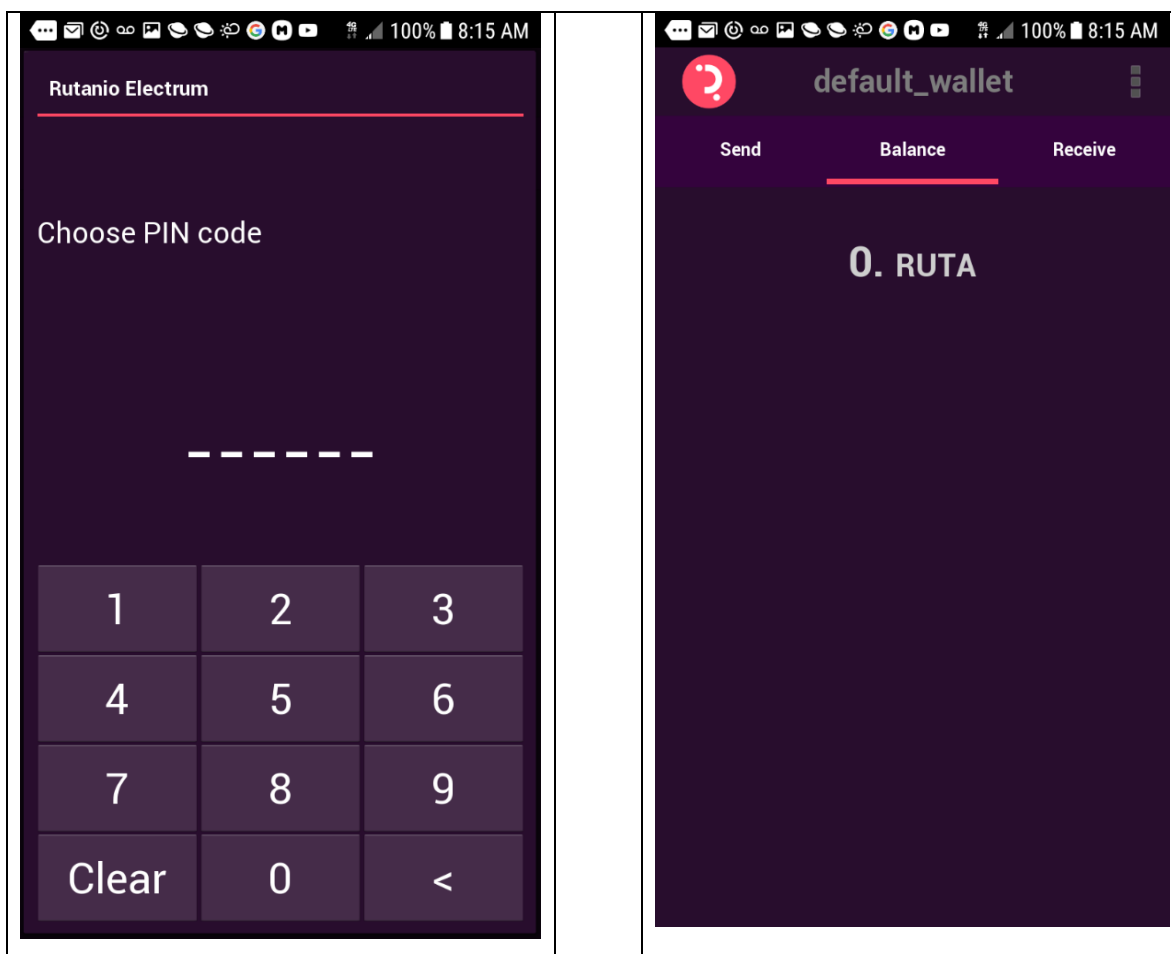 100% 8:15 AM
Rutanio Electrum
Choose PIN code
1 2 3
4 5 6
7 8 9
Clear 0 <
100% 8:15 AM
default_wallet
Send Balance Receive
0. RUTA